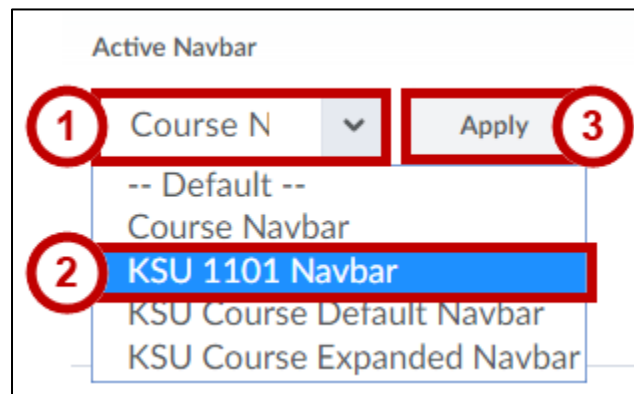 Active Navbar
1 Course N Apply 3
-- Default --
Course Navbar
2 KSU 1101 Navbar
KSU Course Default Navbar
KSU Course Expanded Navbar